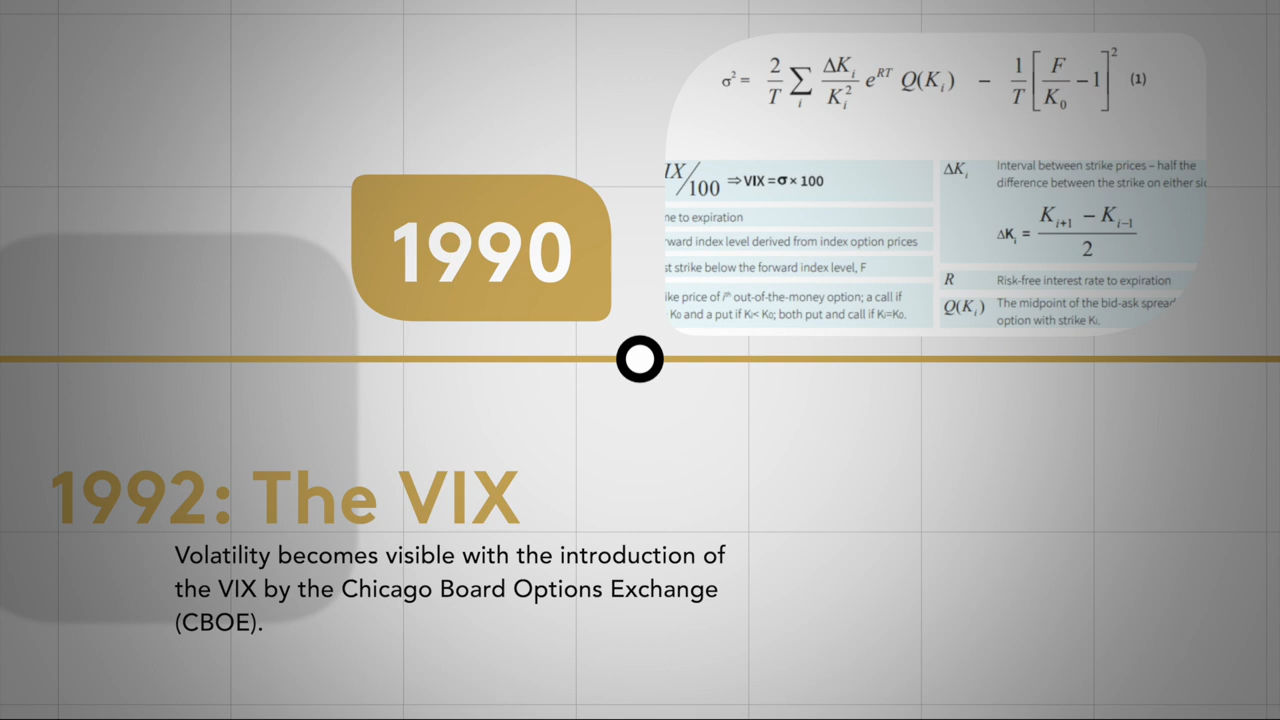 σ² = 2/T ∑i ΔKi/Ki² e^RT Q(Ki) − 1/T [F/K0 − 1]² (1)
1990
IX/100 ⇒ VIX = σ × 100
e to expiration
ward index level derived from index option prices
st strike below the forward index level, F
ike price of iᵗʰ out-of-the-money option; a call if
K₀ and a put if Kᵢ< K₀; both put and call if Kᵢ=K₀.
ΔKi
Interval between strike prices – half the
difference between the strike on either si
ΔKi = (Ki+1 − Ki−1)/2
R Risk-free interest rate to expiration
Q(Ki) The midpoint of the bid-ask spread
option with strike Kᵢ.
1992: The VIX
Volatility becomes visible with the introduction of
the VIX by the Chicago Board Options Exchange
(CBOE).